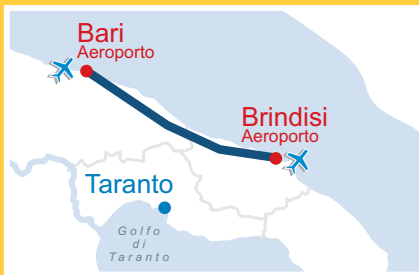 Bari
Aeroporto
Brindisi
Aeroporto
Taranto
Golfo
di
Taranto